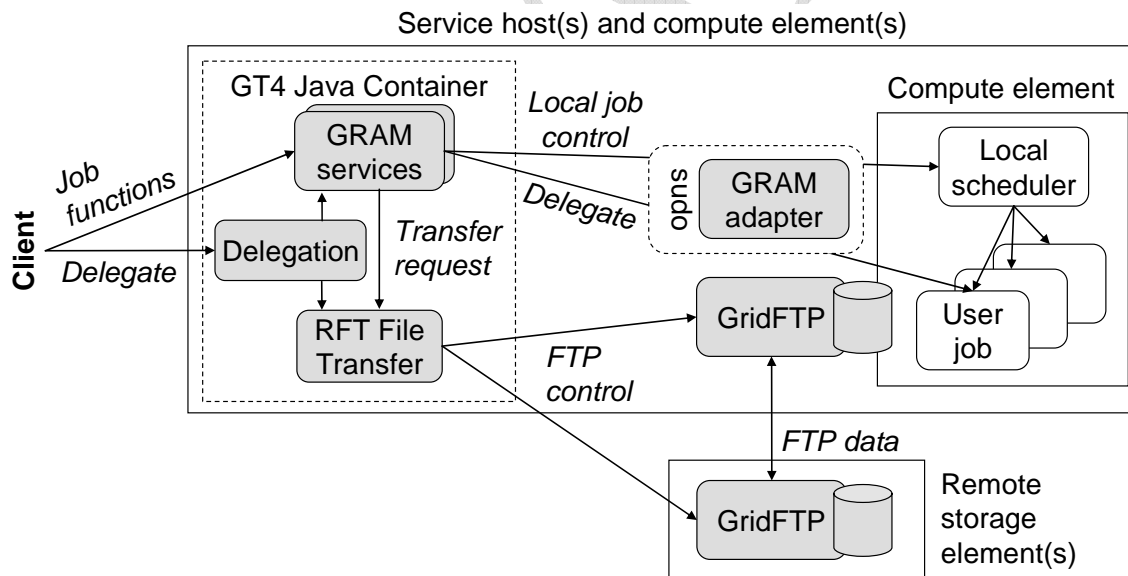 Service host(s) and compute element(s)
GT4 Java Container
Compute element
Local job
control
GRAM
services
Local
scheduler
Job
functions
sudo
GRAM
adapter
Delegate
Client
Delegation
Transfer
request
Delegate
GridFTP
User
job
RFT File
Transfer
FTP
control
FTP data
GridFTP
Remote
storage
element(s)